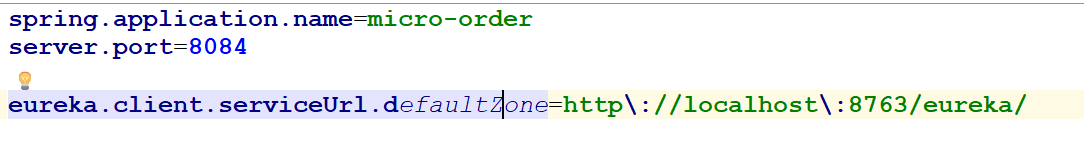 spring.application.name=micro-order
server.port=8084
eureka.client.serviceUrl.defaultZone=http\://localhost\:8763/eureka/